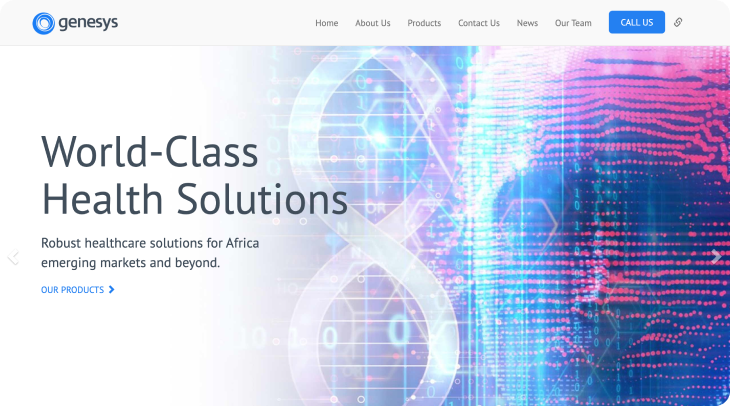 genesys
Home About Us Products Contact Us News Our Team CALL US
World-Class
Health Solutions
Robust healthcare solutions for Africa
emerging markets and beyond.
OUR PRODUCTS